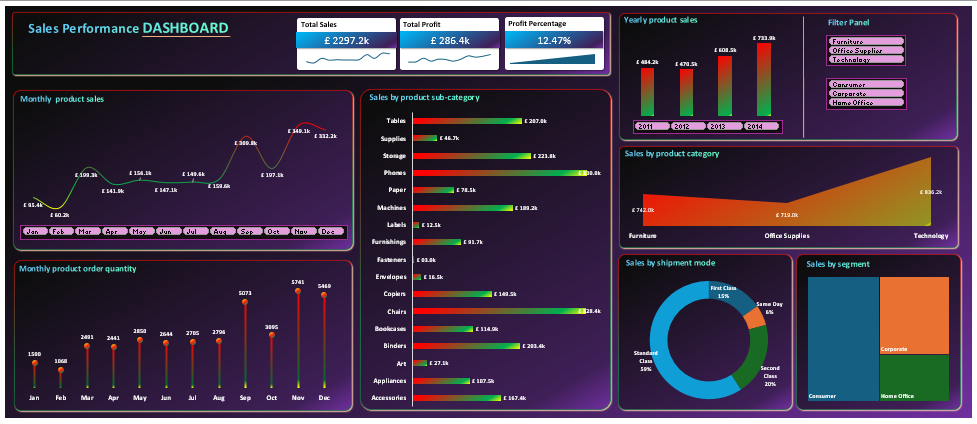 Sales Performance DASHBOARD
Total Sales
£ 2297.2k
Total Profit
£ 286.4k
Profit Percentage
12.47%
Yearly product sales
£ 484.2k
£ 470.5k
£ 608.5k
£ 733.9k
2011
2012
2013
2014
Filter Panel
Furniture
Office Supplies
Technology
Consumer
Corporate
Home Office
Monthly product sales
£ 95.4k
£ 60.2k
£ 199.3k
£ 141.9k
£ 156.1k
£ 147.1k
£ 149.6k
£ 159.6k
£ 309.8k
£ 197.1k
£ 349.1k
£ 332.2k
Jan
Feb
Mar
Apr
May
Jun
Jul
Aug
Sep
Oct
Nov
Dec
Sales by product sub-category
Tables £ 207.0k
Supplies £ 46.7k
Storage £ 223.8k
Phones
Paper £ 78.5k
Machines £ 189.2k
Labels £ 12.5k
Furnishings £ 91.7k
Fasteners £ 03.0k
Envelopes £ 16.5k
Copiers £ 149.5k
Chairs
Bookcases £ 114.9k
Binders £ 203.4k
Art £ 27.1k
Appliances £ 107.5k
Accessories £ 167.4k
Sales by product category
£ 742.0k
£ 719.0k
£ 836.2k
Furniture
Office Supplies
Technology
Monthly product order quantity
1500
1068
2491
2441
2850
2644
2705
2796
5073
3095
5741
5469
Jan
Feb
Mar
Apr
May
Jun
Jul
Aug
Sep
Oct
Nov
Dec
Sales by shipment mode
First Class
15%
Same Day
6%
Second
Class
20%
Standard
Class
59%
Sales by segment
Consumer
Corporate
Home Office